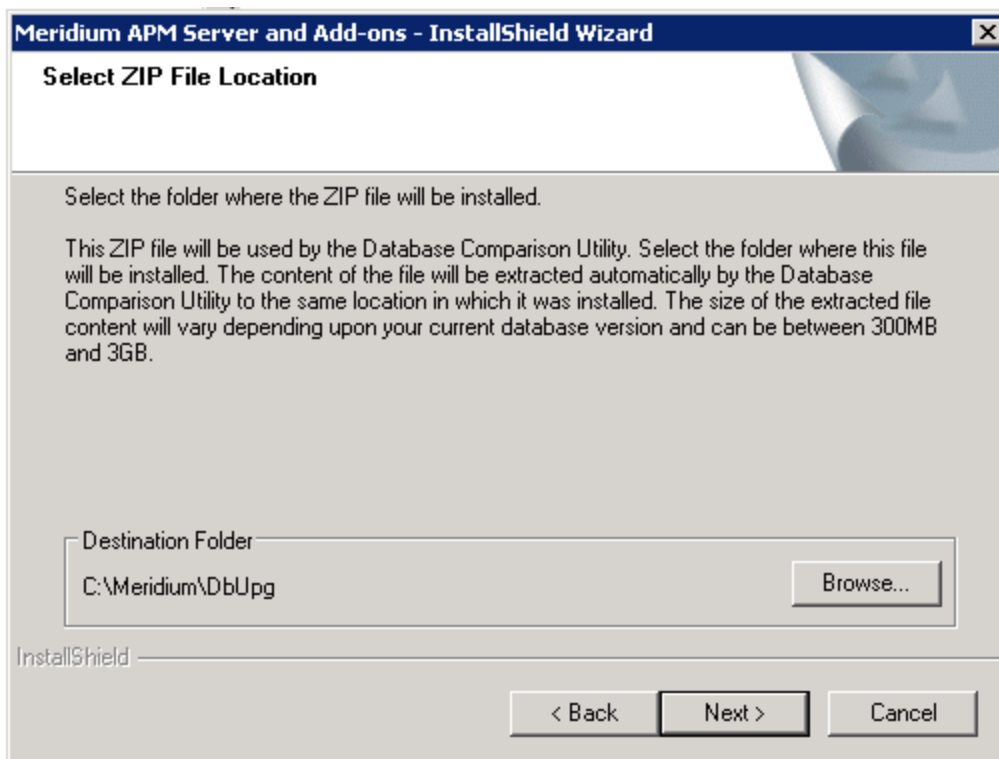 Meridium APM Server and Add-ons - InstallShield Wizard
Select ZIP File Location
Select the folder where the ZIP file will be installed.
This ZIP file will be used by the Database Comparison Utility. Select the folder where this file
will be installed. The content of the file will be extracted automatically by the Database
Comparison Utility to the same location in which it was installed. The size of the extracted file
content will vary depending upon your current database version and can be between 300MB
and 3GB.
Destination Folder
C:\Meridium\DbUpg
Browse...
InstallShield
< Back
Next >
Cancel